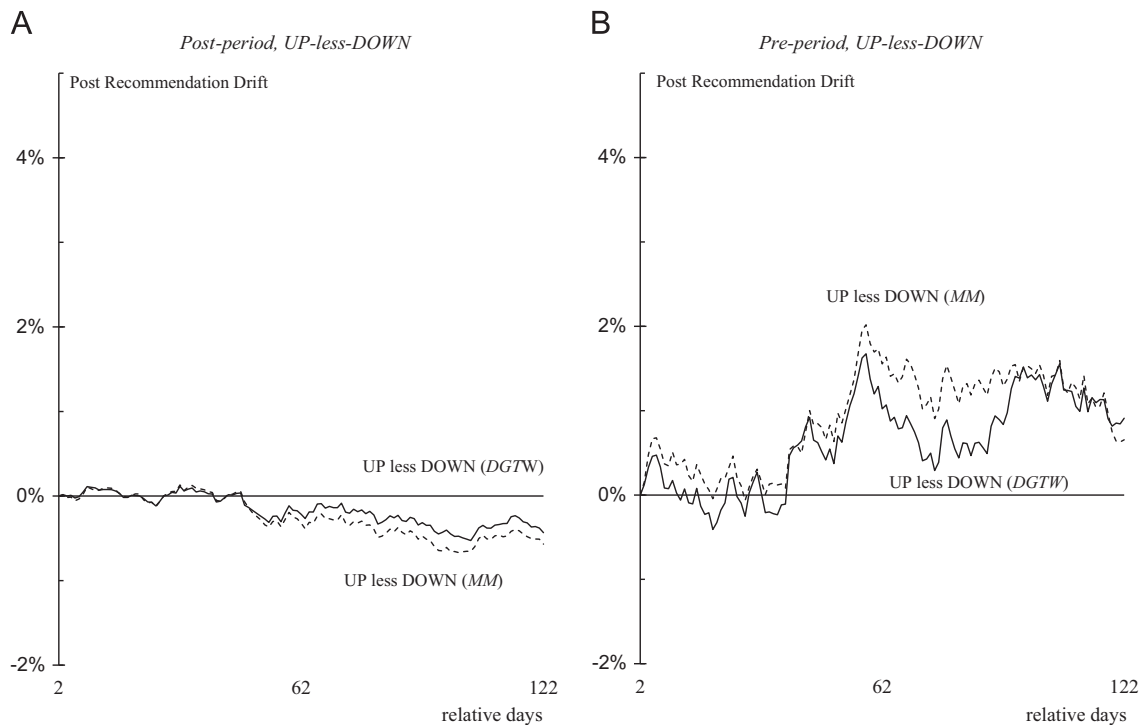 A
Post-period, UP-less-DOWN
Post Recommendation Drift
4%
2%
UP less DOWN (DGTW)
0%
UP less DOWN (MM)
-2%
2 62 122
relative days
B
Pre-period, UP-less-DOWN
Post Recommendation Drift
4%
UP less DOWN (MM)
2%
UP less DOWN (DGTW)
0%
-2%
2 62 122
relative days